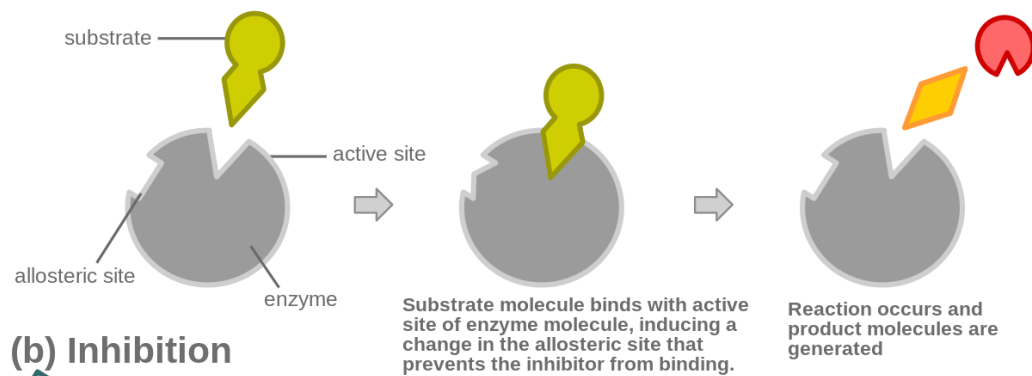 substrate
active site
allosteric site
enzyme
Substrate molecule binds with active
site of enzyme molecule, inducing a
change in the allosteric site that
prevents the inhibitor from binding.
Reaction occurs and
product molecules are
generated
(b) Inhibition